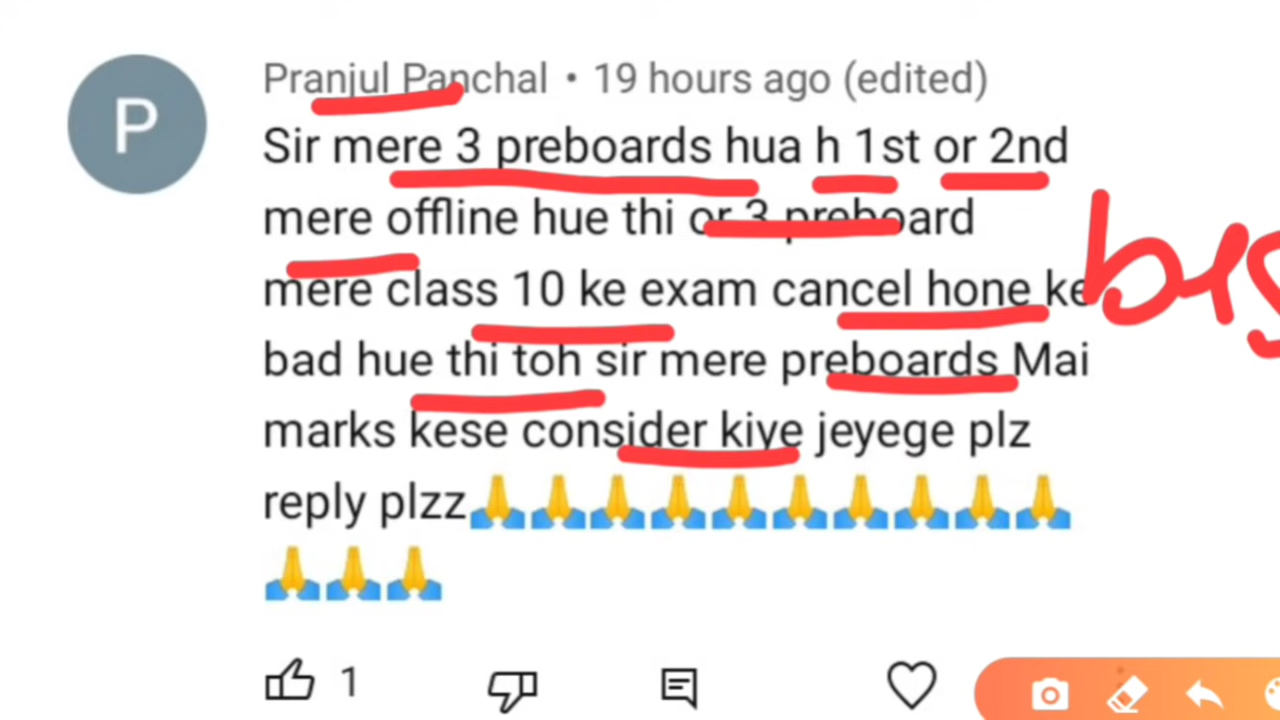 P
Pranjul Panchal • 19 hours ago (edited)
Sir mere 3 preboards hua h 1st or 2nd
mere offline hue thi or 3 preboard
mere class 10 ke exam cancel hone ke
bad hue thi toh sir mere preboards Mai
marks kese consider kiye jeyege plz
reply plzz🙏🙏🙏🙏🙏🙏🙏🙏🙏🙏
🙏🙏🙏
1